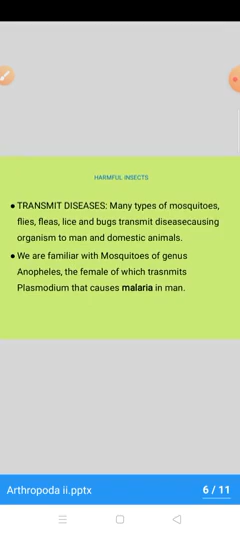 HARMFUL INSECTS
● TRANSMIT DISEASES: Many types of mosquitoes,
flies, fleas, lice and bugs transmit diseasecausing
organism to man and domestic animals.
● We are familiar with Mosquitoes of genus
Anopheles, the female of which trasnmits
Plasmodium that causes malaria in man.
Arthropoda ii.pptx
6 / 11